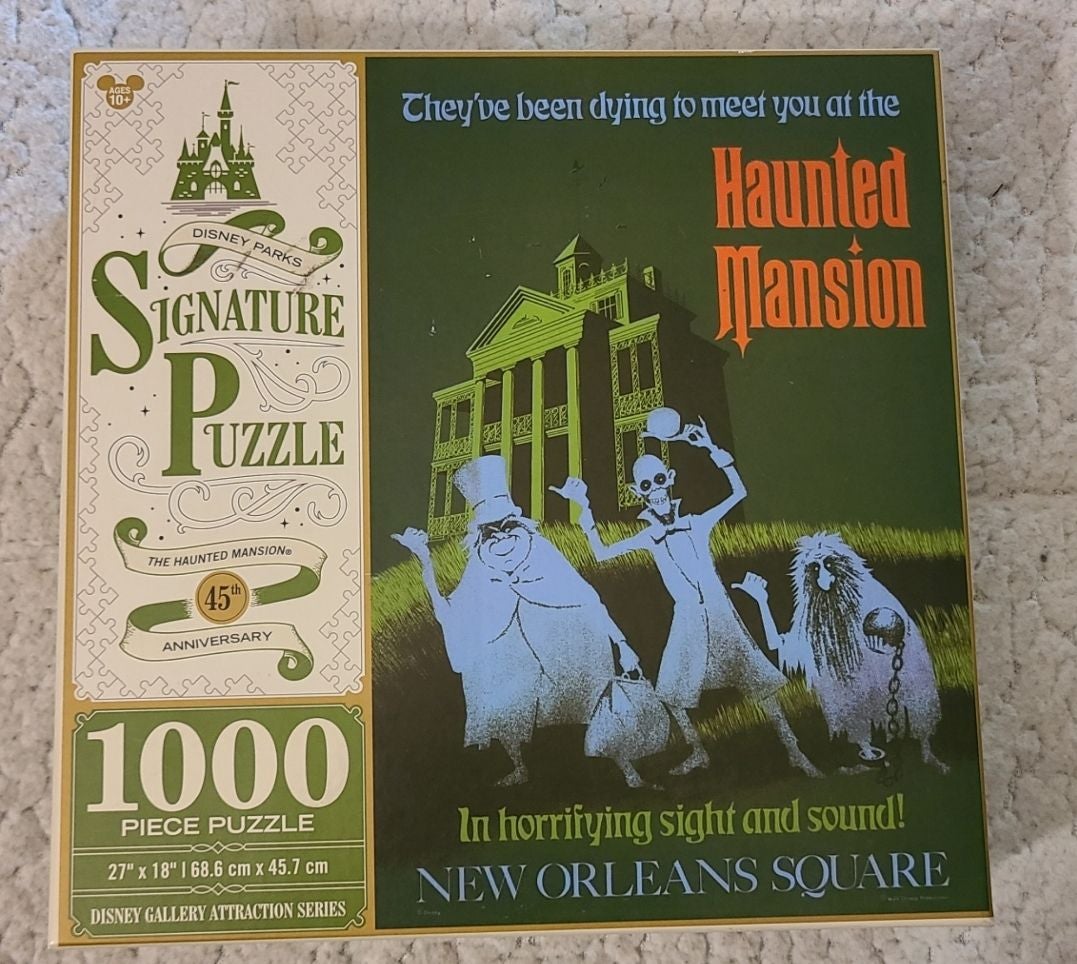 AGES
10+
DISNEY PARKS
SIGNATURE
PUZZLE
THE HAUNTED MANSION®
45th
ANNIVERSARY
1000
PIECE PUZZLE
27" x 18" | 68.6 cm x 45.7 cm
DISNEY GALLERY ATTRACTION SERIES
They've been dying to meet you at the
Haunted
Mansion
In horrifying sight and sound!
NEW ORLEANS SQUARE
© Disney